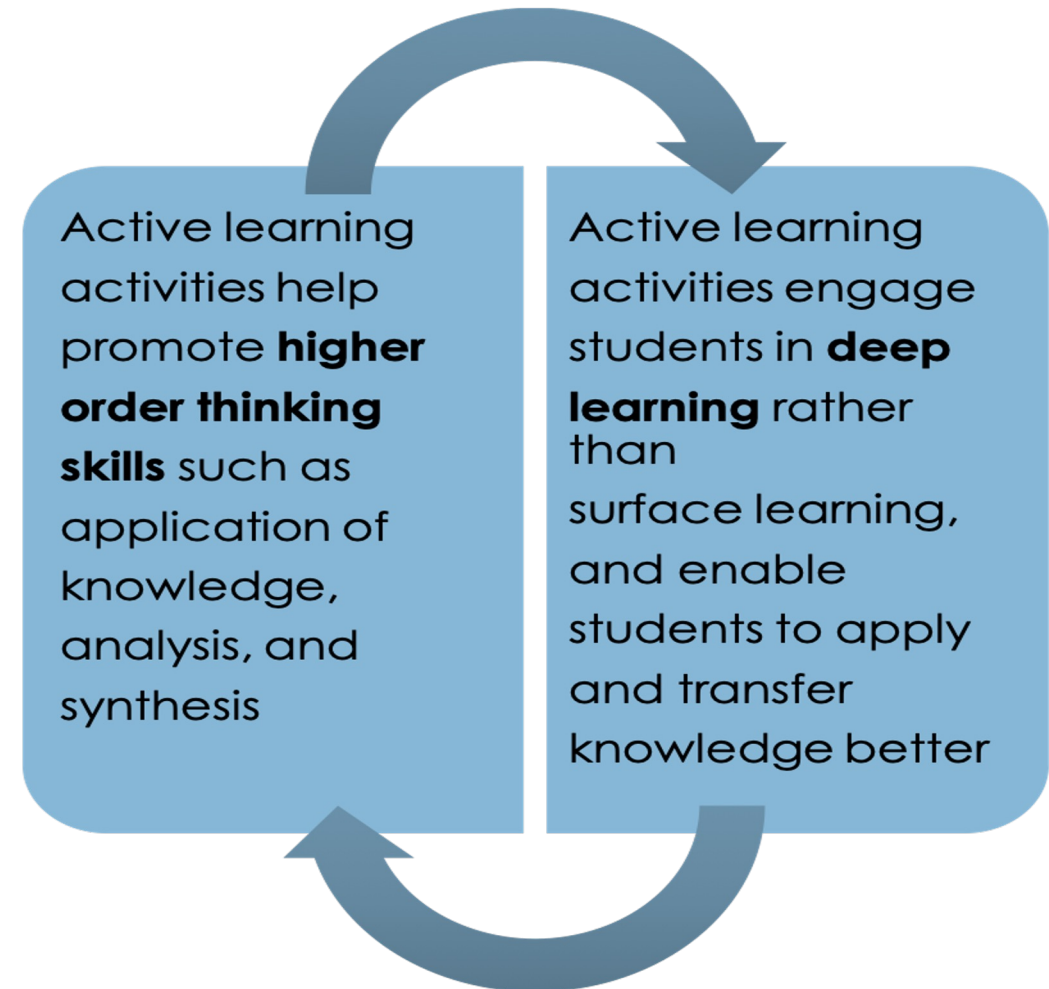 Active learning
activities help
promote higher
order thinking
skills such as
application of
knowledge,
analysis, and
synthesis
Active learning
activities engage
students in deep
learning rather
than
surface learning,
and enable
students to apply
and transfer
knowledge better